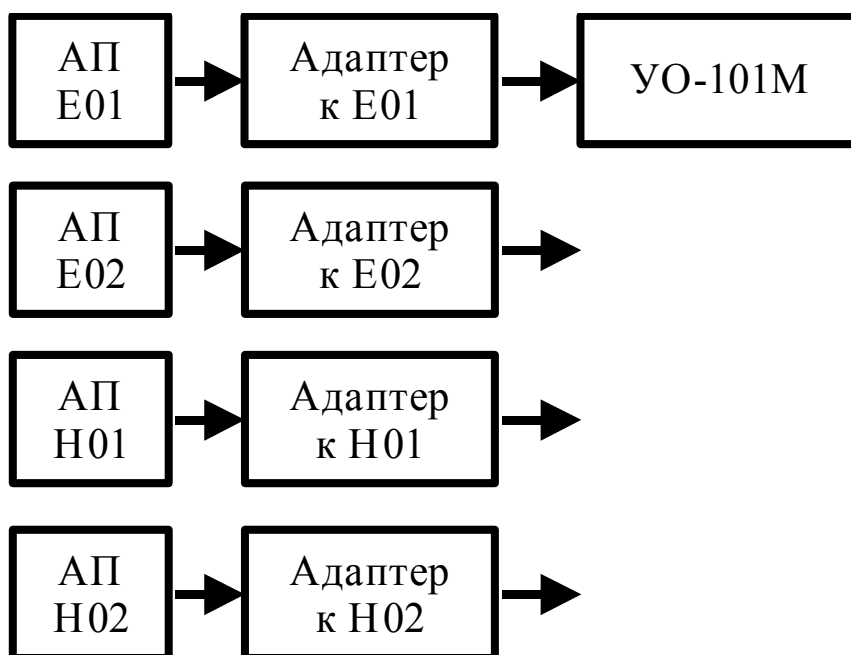 АП
Е01
Адаптер
к Е01
УО-101М
АП
Е02
Адаптер
к Е02
АП
Н01
Адаптер
к Н01
АП
Н02
Адаптер
к Н02